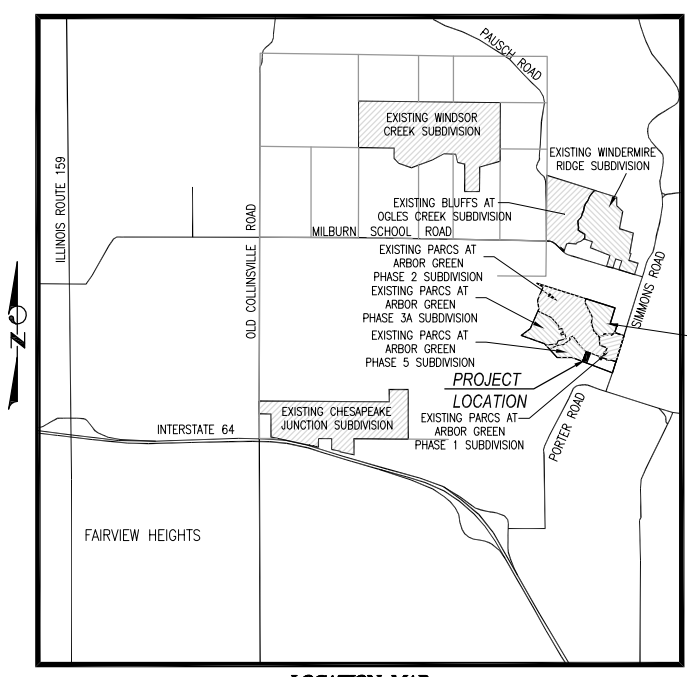 PAUSCH ROAD
EXISTING WINDSOR
CREEK SUBDIVISION
EXISTING WINDERMIRE
RIDGE SUBDIVISION
ILLINOIS ROUTE 159
OLD COLLINSVILLE ROAD
EXISTING BLUFFS AT
OGLES CREEK SUBDIVISION
MILBURN SCHOOL ROAD
EXISTING PARCS AT
ARBOR GREEN
PHASE 2 SUBDIVISION
EXISTING PARCS AT
ARBOR GREEN
PHASE 3A SUBDIVISION
EXISTING PARCS AT
ARBOR GREEN
PHASE 5 SUBDIVISION
SIMMONS ROAD
N
PROJECT
LOCATION
EXISTING PARCS AT
ARBOR GREEN
PHASE 1 SUBDIVISION
PORTER ROAD
EXISTING CHESAPEAKE
JUNCTION SUBDIVISION
INTERSTATE 64
FAIRVIEW HEIGHTS
LOCATION MAP